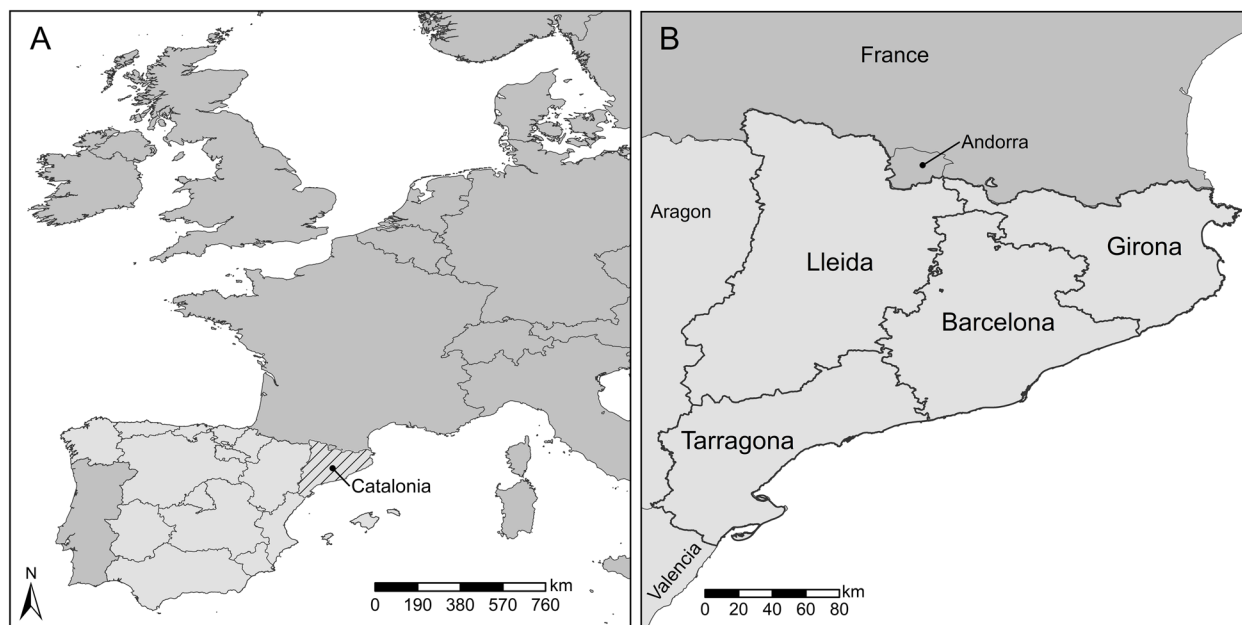 A
N
Catalonia
km
0 190 380 570 760
B
France
Andorra
Aragon
Lleida
Girona
Barcelona
Tarragona
Valencia
km
0 20 40 60 80